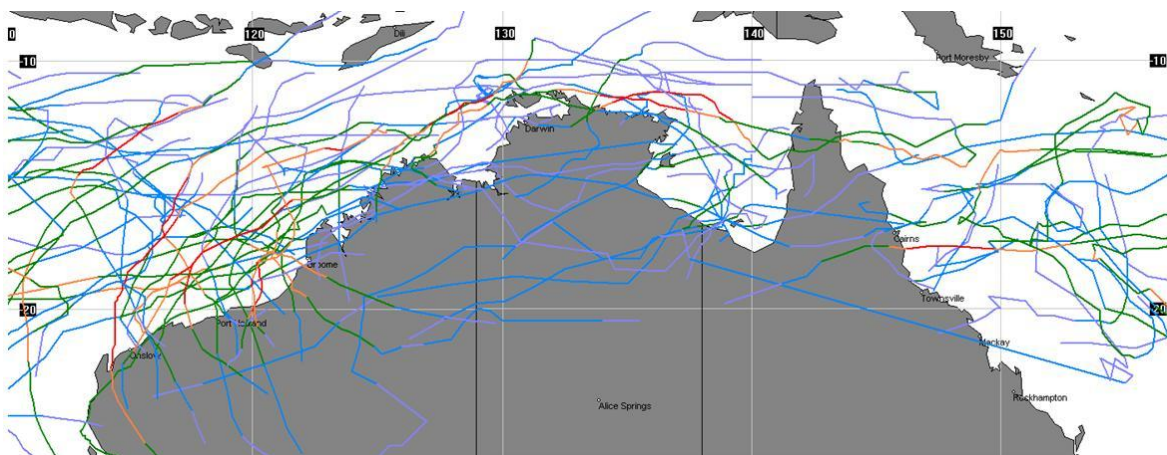 0
120
130
140
150
Dili
-10
Port Moresby
-10
Darwin
Cairns
Broome
Townsville
-20
-20
Port Hedland
Onslow
Mackay
Alice Springs
Rockhampton